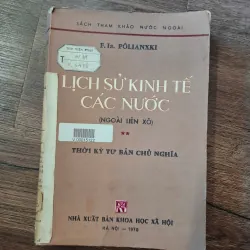 SÁCH THAM KHẢO NƯỚC NGOÀI
F. Ia. PÔLIANXKI
LỊCH SỬ KINH TẾ
CÁC NƯỚC
(NGOÀI LIÊN XÔ)
**
THỜI KỲ TƯ BẢN CHỦ NGHĨA
NHÀ XUẤT BẢN KHOA HỌC XÃ HỘI
HÀ NỘI - 1978